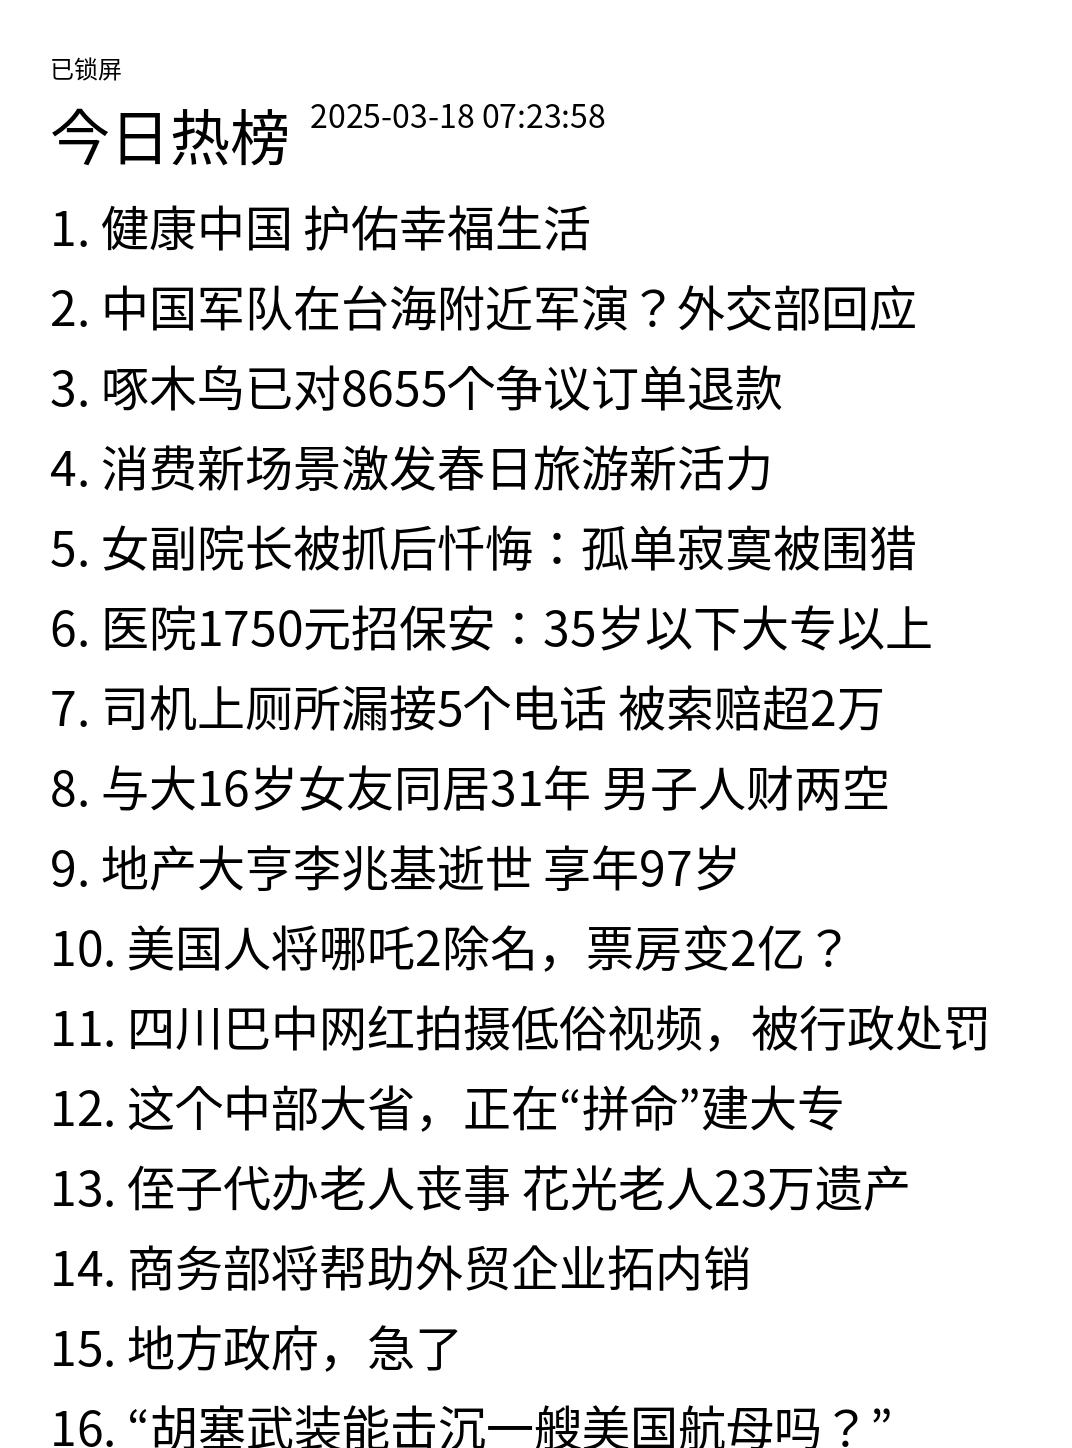 已锁屏
今日热榜 2025-03-18 07:23:58
1. 健康中国 护佑幸福生活
2. 中国军队在台海附近军演？外交部回应
3. 啄木鸟已对8655个争议订单退款
4. 消费新场景激发春日旅游新活力
5. 女副院长被抓后忏悔：孤单寂寞被围猎
6. 医院1750元招保安：35岁以下大专以上
7. 司机上厕所漏接5个电话 被索赔超2万
8. 与大16岁女友同居31年 男子人财两空
9. 地产大亨李兆基逝世 享年97岁
10. 美国人将哪吒2除名，票房变2亿？
11. 四川巴中网红拍摄低俗视频，被行政处罚
12. 这个中部大省，正在“拼命”建大专
13. 侄子代办老人丧事 花光老人23万遗产
14. 商务部将帮助外贸企业拓内销
15. 地方政府，急了
16. “胡塞武装能击沉一艘美国航母吗？”